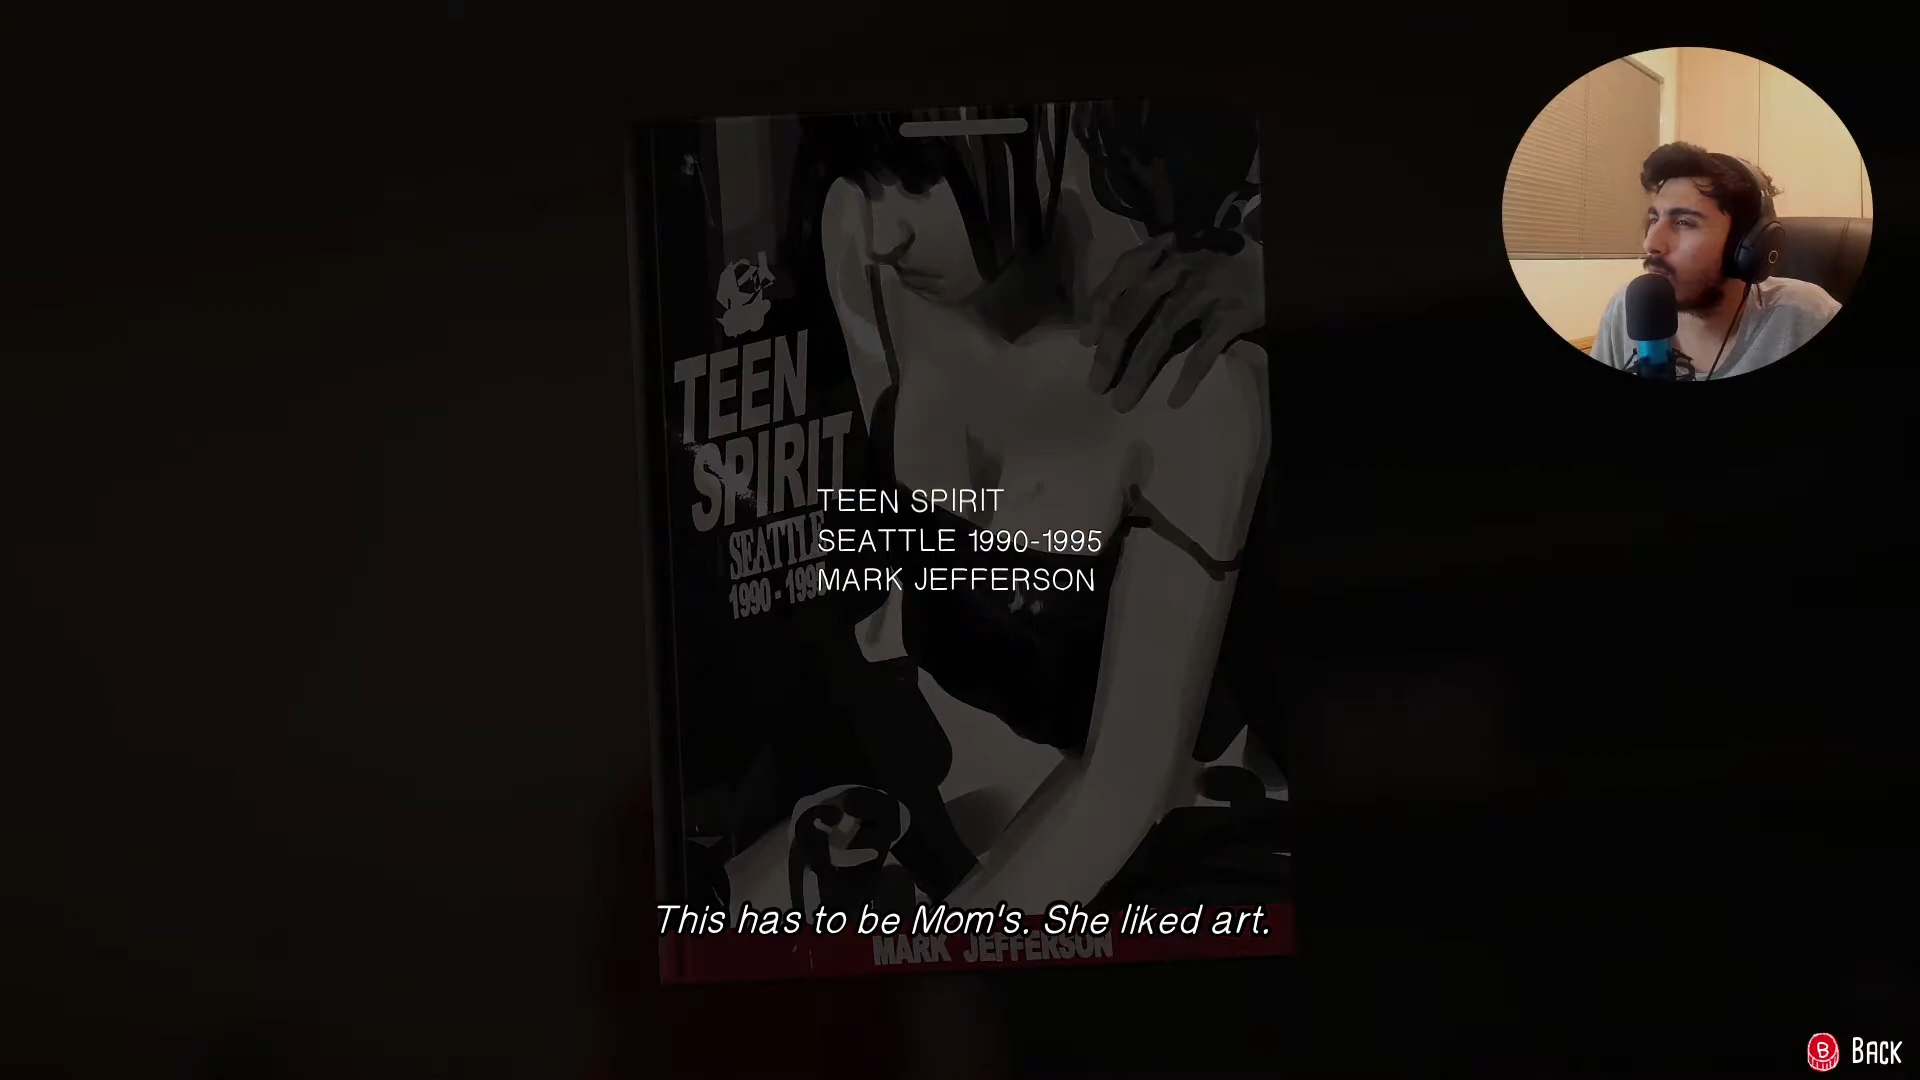 TEEN
SPIRIT
SEATTLE
1990 - 1995
TEEN SPIRIT
SEATTLE 1990-1995
MARK JEFFERSON
This has to be Mom's. She liked art.
MARK JEFFERSON
B BACK